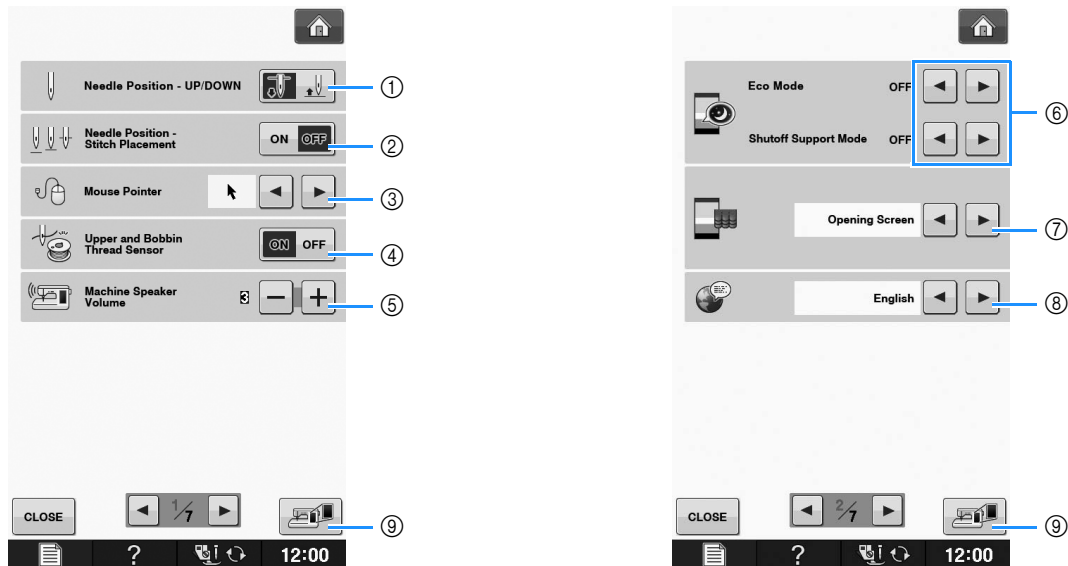 Needle Position - UP/DOWN
①
Needle Position -
Stitch Placement
ON OFF
②
Mouse Pointer
③
Upper and Bobbin
Thread Sensor
ON OFF
④
Machine Speaker
Volume
3
− +
⑤
CLOSE
1/7
⑨
?
12:00
Eco Mode
OFF
Shutoff Support Mode
OFF
⑥
Opening Screen
⑦
English
⑧
CLOSE
2/7
⑨
?
12:00